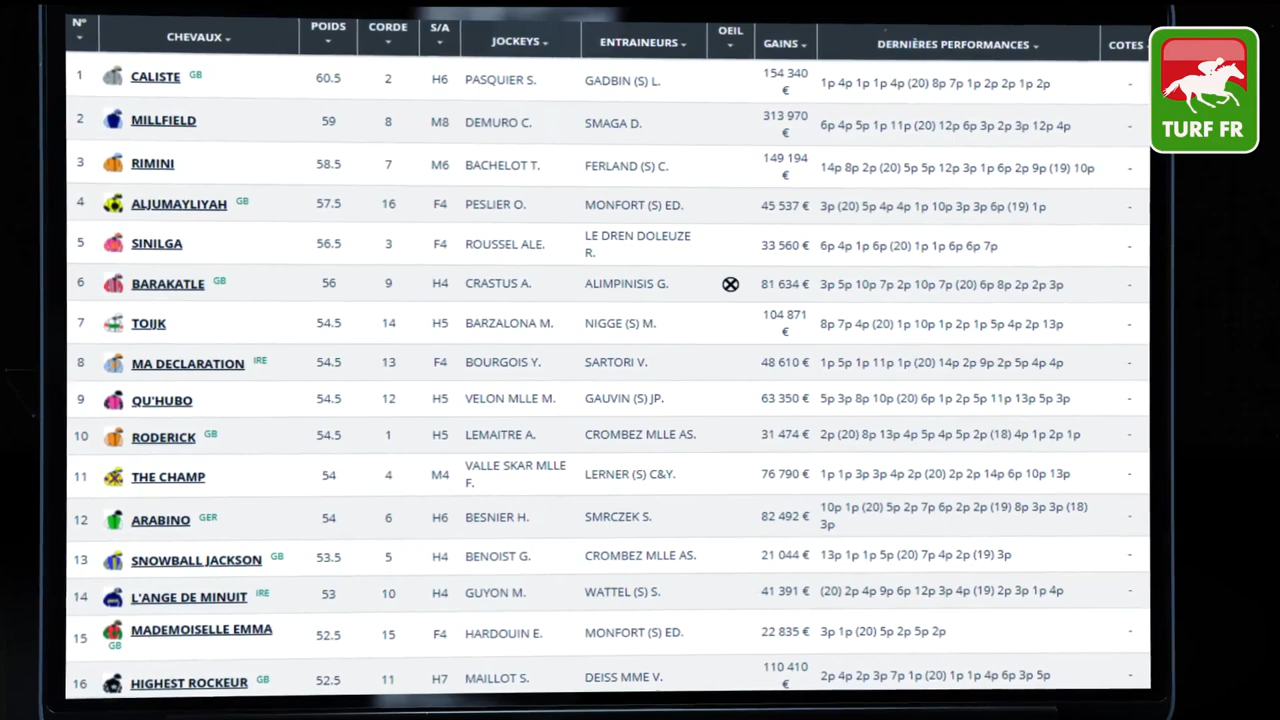 N° CHEVAUX POIDS CORDE S/A JOCKEYS ENTRAINEURS OEIL GAINS DERNIÈRES PERFORMANCES COTES
1 CALISTE GB 60.5 2 H6 PASQUIER S. GADBIN (S) L. 154 340 € 1p 4p 1p 1p 4p (20) 8p 7p 1p 2p 2p 1p 2p -
2 MILLFIELD 59 8 M8 DEMURO C. SMAGA D. 313 970 € 6p 4p 5p 1p 11p (20) 12p 6p 3p 2p 3p 12p 4p -
3 RIMINI 58.5 7 M6 BACHELOT T. FERLAND (S) C. 149 194 € 14p 8p 2p (20) 5p 5p 12p 3p 1p 6p 2p 9p (19) 10p -
4 ALJUMAYLIYAH GB 57.5 16 F4 PESLIER O. MONFORT (S) ED. 45 537 € 3p (20) 5p 4p 4p 1p 10p 3p 3p 6p (19) 1p -
5 SINILGA 56.5 3 F4 ROUSSEL ALE. LE DREN DOLEUZE R. 33 560 € 6p 4p 1p 6p (20) 1p 1p 6p 6p 7p -
6 BARAKATLE GB 56 9 H4 CRASTUS A. ALIMPINISIS G. 81 634 € 3p 5p 10p 7p 2p 10p 7p (20) 6p 8p 2p 2p 3p -
7 TOIJK 54.5 14 H5 BARZALONA M. NIGGE (S) M. 104 871 € 8p 7p 4p (20) 1p 10p 1p 2p 1p 5p 4p 2p 13p -
8 MA DECLARATION IRE 54.5 13 F4 BOURGOIS Y. SARTORI V. 48 610 € 1p 5p 1p 11p 1p (20) 14p 2p 9p 2p 5p 4p 4p -
9 QU'HUBO 54.5 12 H5 VELON MLLE M. GAUVIN (S) JP. 63 350 € 5p 3p 8p 10p (20) 6p 1p 2p 5p 11p 13p 5p 3p -
10 RODERICK GB 54.5 1 H5 LEMAITRE A. CROMBEZ MLLE AS. 31 474 € 2p (20) 8p 13p 4p 5p 4p 5p 2p (18) 4p 1p 2p 1p -
11 THE CHAMP 54 4 M4 VALLE SKAR MLLE F. LERNER (S) C&Y. 76 790 € 1p 1p 3p 3p 4p 2p (20) 2p 2p 14p 6p 10p 13p -
12 ARABINO GER 54 6 H6 BESNIER H. SMRCZEK S. 82 492 € 10p 1p (20) 5p 2p 7p 6p 2p 2p (19) 8p 3p 3p (18) 3p -
13 SNOWBALL JACKSON GB 53.5 5 H4 BENOIST G. CROMBEZ MLLE AS. 21 044 € 13p 1p 1p 5p (20) 7p 4p 2p (19) 3p -
14 L'ANGE DE MINUIT IRE 53 10 H4 GUYON M. WATTEL (S) S. 41 391 € (20) 2p 4p 9p 6p 12p 3p 4p (19) 2p 3p 1p 4p -
15 MADEMOISELLE EMMA GB 52.5 15 F4 HARDOUIN E. MONFORT (S) ED. 22 835 € 3p 1p (20) 5p 2p 5p 2p -
16 HIGHEST ROCKEUR GB 52.5 11 H7 MAILLOT S. DEISS MME V. 110 410 € 2p 4p 2p 3p 7p 1p (20) 1p 1p 4p 6p 3p 5p -
TURF FR